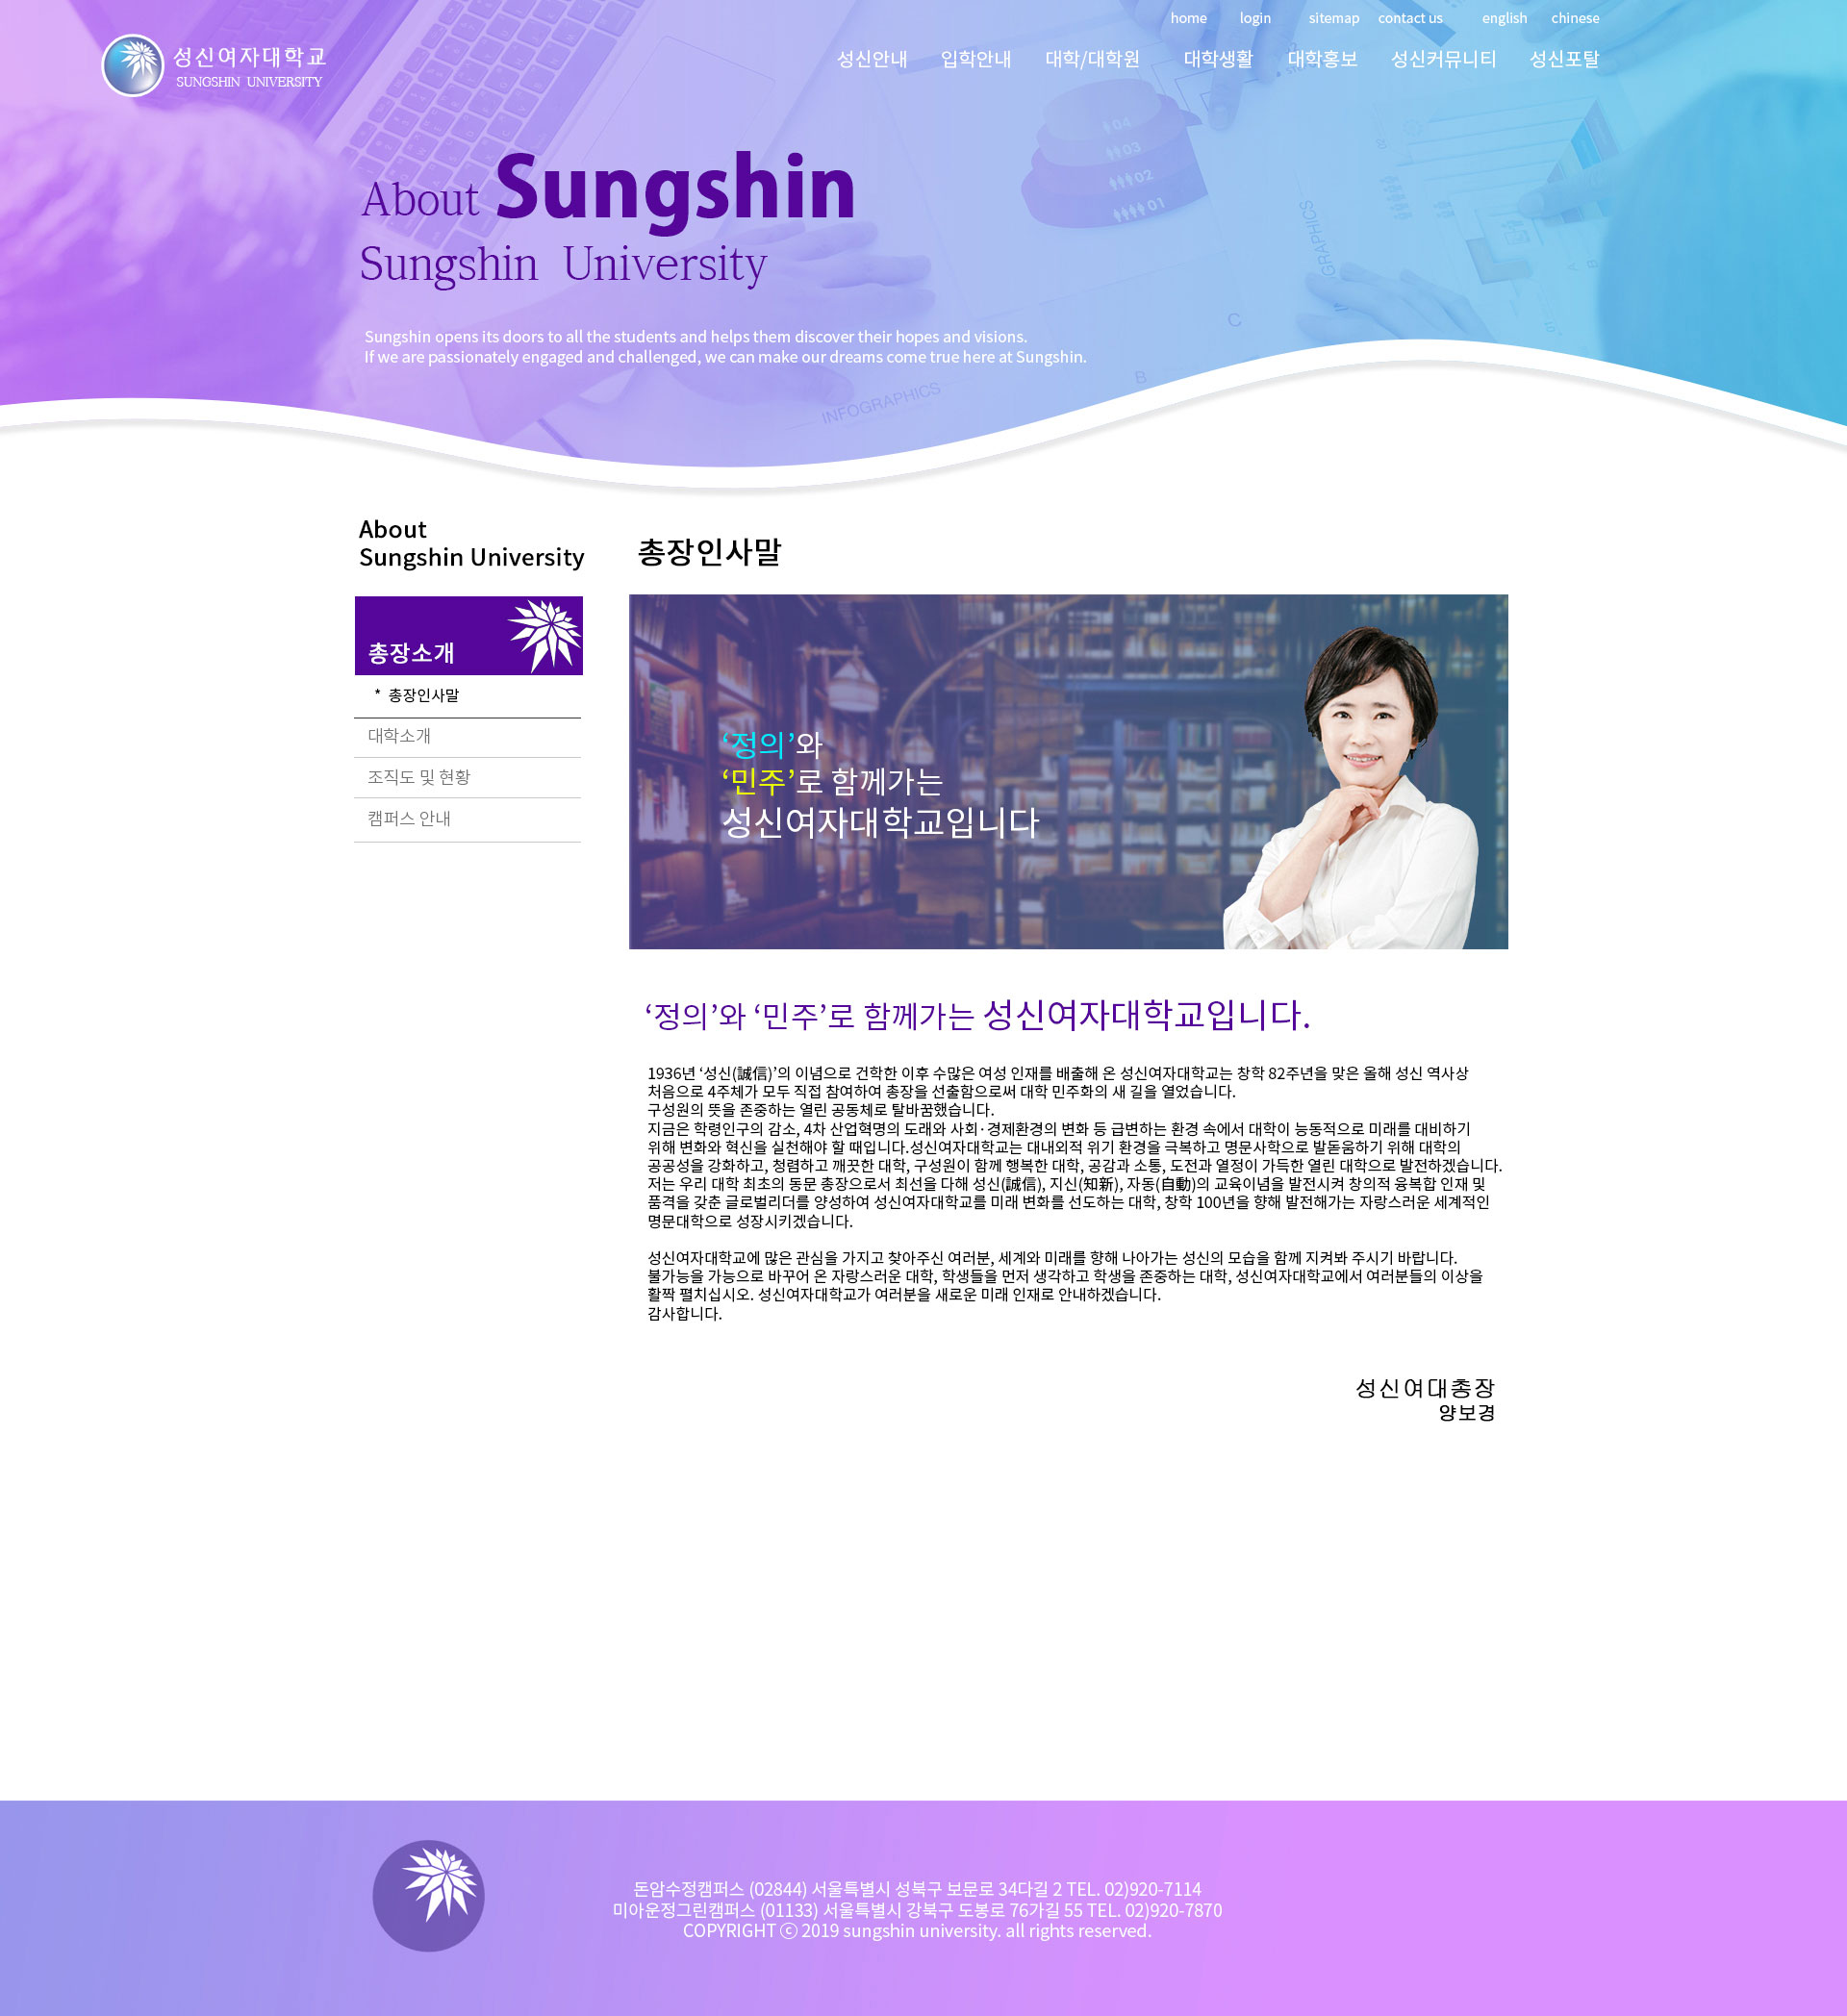 home login sitemap contact us english chinese
성신여자대학교
SUNGSHIN UNIVERSITY
성신안내 입학안내 대학/대학원 대학생활 대학홍보 성신커뮤니티 성신포탈
04
03
02
01
About Sungshin
Sungshin University
Sungshin opens its doors to all the students and helps them discover their hopes and visions.
If we are passionately engaged and challenged, we can make our dreams come true here at Sungshin.
C
B
INFOGRAPHICS
About
Sungshin University
총장소개
* 총장인사말
대학소개
조직도 및 현황
캠퍼스 안내
총장인사말
‘정의’와
‘민주’로 함께가는
성신여자대학교입니다
‘정의’와 ‘민주’로 함께가는 성신여자대학교입니다.
1936년 ‘성신(誠信)’의 이념으로 건학한 이후 수많은 여성 인재를 배출해 온 성신여자대학교는 창학 82주년을 맞은 올해 성신 역사상
처음으로 4주체가 모두 직접 참여하여 총장을 선출함으로써 대학 민주화의 새 길을 열었습니다.
구성원의 뜻을 존중하는 열린 공동체로 탈바꿈했습니다.
지금은 학령인구의 감소, 4차 산업혁명의 도래와 사회·경제환경의 변화 등 급변하는 환경 속에서 대학이 능동적으로 미래를 대비하기
위해 변화와 혁신을 실천해야 할 때입니다.성신여자대학교는 대내외적 위기 환경을 극복하고 명문사학으로 발돋움하기 위해 대학의
공공성을 강화하고, 청렴하고 깨끗한 대학, 구성원이 함께 행복한 대학, 공감과 소통, 도전과 열정이 가득한 열린 대학으로 발전하겠습니다.
저는 우리 대학 최초의 동문 총장으로서 최선을 다해 성신(誠信), 지신(知新), 자동(自動)의 교육이념을 발전시켜 창의적 융복합 인재 및
품격을 갖춘 글로벌리더를 양성하여 성신여자대학교를 미래 변화를 선도하는 대학, 창학 100년을 향해 발전해가는 자랑스러운 세계적인
명문대학으로 성장시키겠습니다.
성신여자대학교에 많은 관심을 가지고 찾아주신 여러분, 세계와 미래를 향해 나아가는 성신의 모습을 함께 지켜봐 주시기 바랍니다.
불가능을 가능으로 바꾸어 온 자랑스러운 대학, 학생들을 먼저 생각하고 학생을 존중하는 대학, 성신여자대학교에서 여러분들의 이상을
활짝 펼치십시오. 성신여자대학교가 여러분을 새로운 미래 인재로 안내하겠습니다.
감사합니다.
성신여대총장
양보경
돈암수정캠퍼스 (02844) 서울특별시 성북구 보문로 34다길 2 TEL. 02)920-7114
미아운정그린캠퍼스 (01133) 서울특별시 강북구 도봉로 76가길 55 TEL. 02)920-7870
COPYRIGHT ⓒ 2019 sungshin university. all rights reserved.